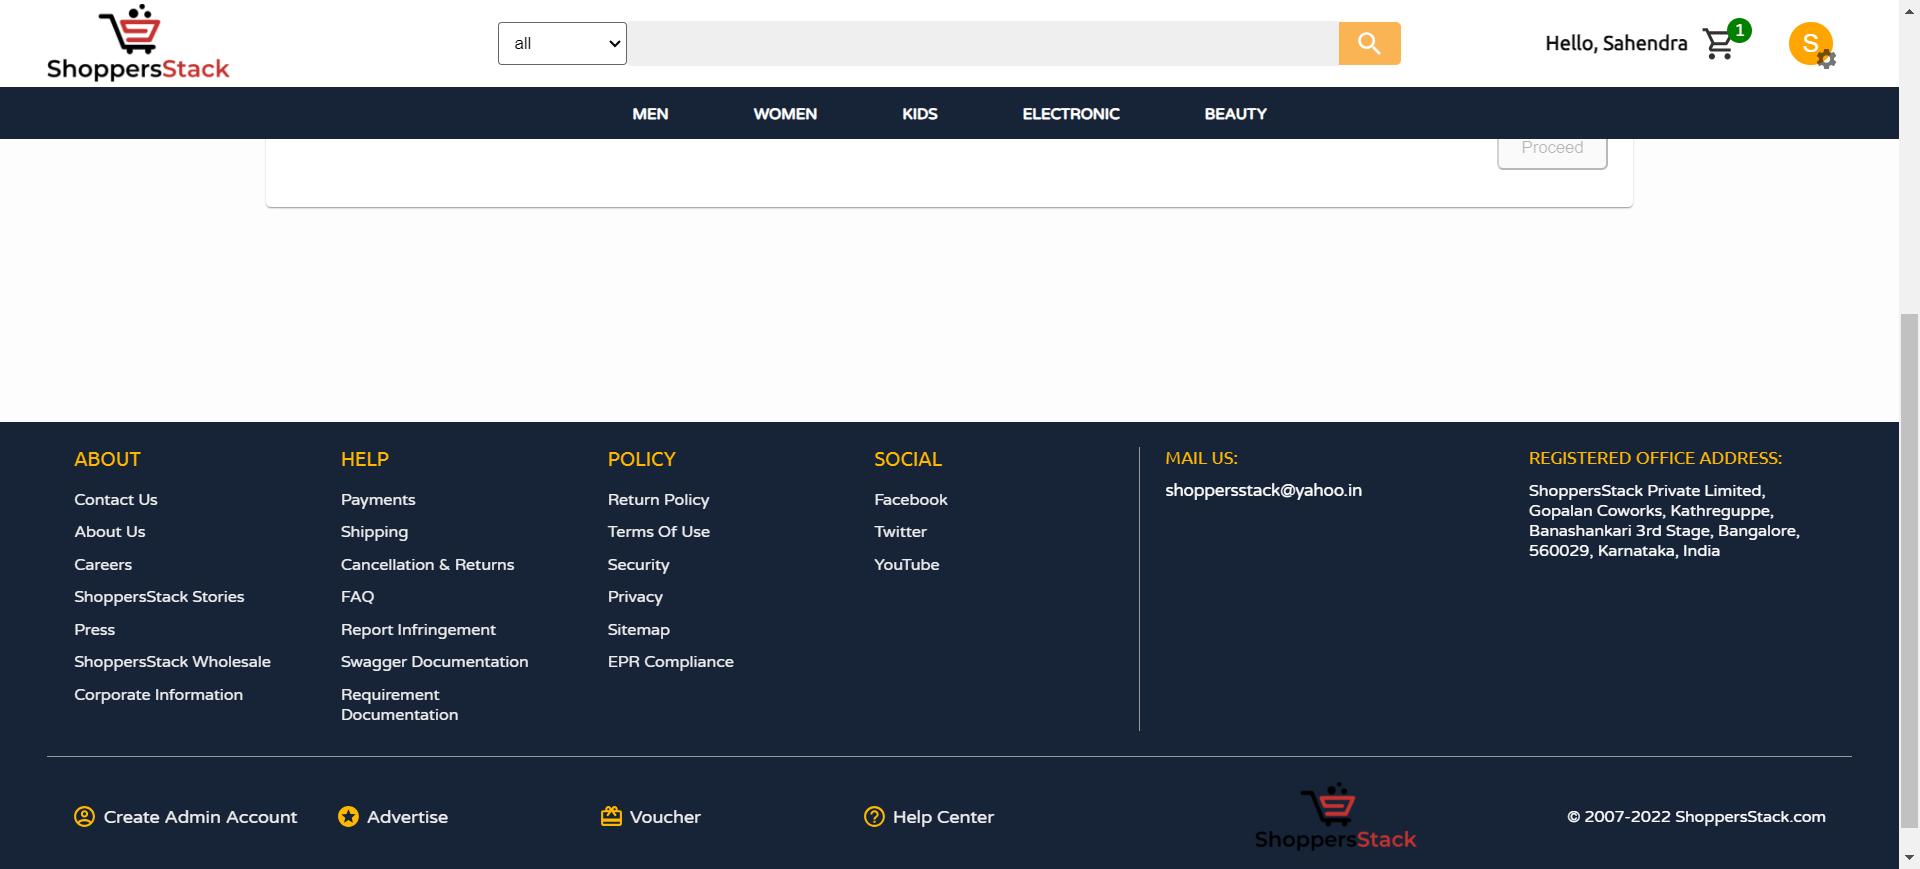 ShoppersStack
all
Hello, Sahendra
1
S
MEN
WOMEN
KIDS
ELECTRONIC
BEAUTY
Proceed
ABOUT
Contact Us
About Us
Careers
ShoppersStack Stories
Press
ShoppersStack Wholesale
Corporate Information
HELP
Payments
Shipping
Cancellation & Returns
FAQ
Report Infringement
Swagger Documentation
Requirement
Documentation
POLICY
Return Policy
Terms Of Use
Security
Privacy
Sitemap
EPR Compliance
SOCIAL
Facebook
Twitter
YouTube
MAIL US:
shoppersstack@yahoo.in
REGISTERED OFFICE ADDRESS:
ShoppersStack Private Limited,
Gopalan Coworks, Kathreguppe,
Banashankari 3rd Stage, Bangalore,
560029, Karnataka, India
Create Admin Account
Advertise
Voucher
Help Center
ShoppersStack
© 2007-2022 ShoppersStack.com